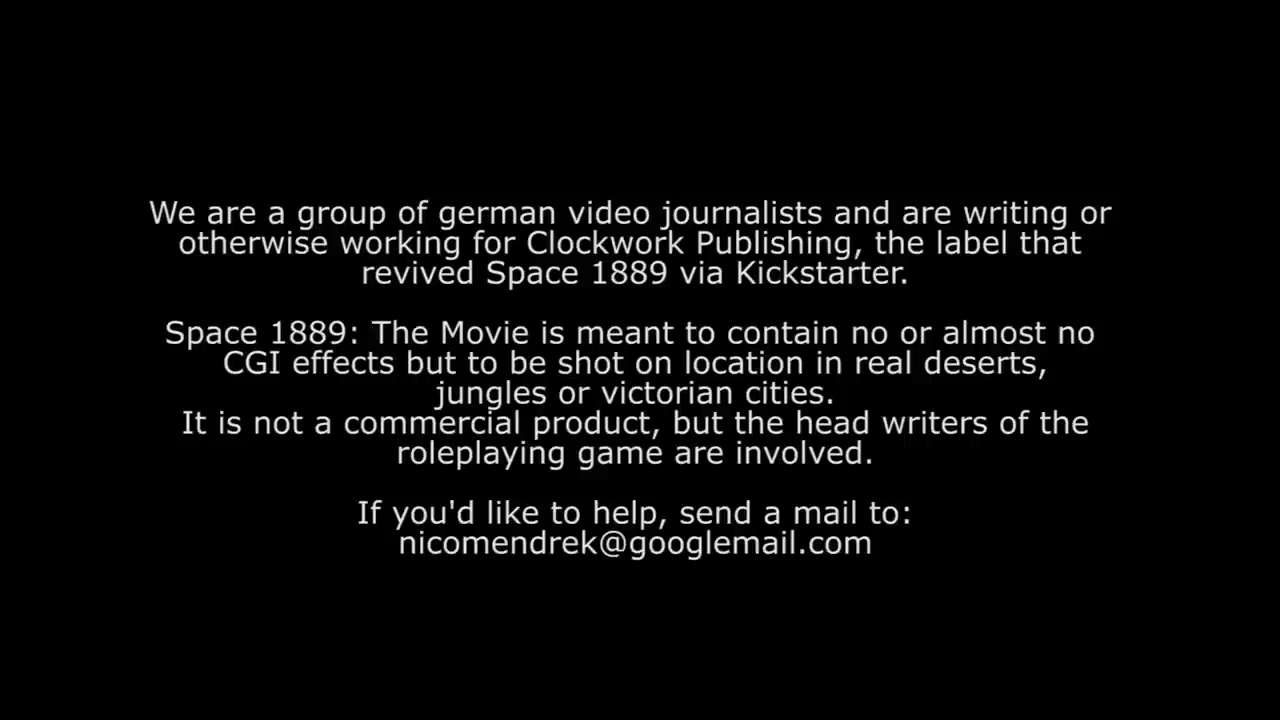 We are a group of german video journalists and are writing or
otherwise working for Clockwork Publishing, the label that
revived Space 1889 via Kickstarter.
Space 1889: The Movie is meant to contain no or almost no
CGI effects but to be shot on location in real deserts,
jungles or victorian cities.
It is not a commercial product, but the head writers of the
roleplaying game are involved.
If you'd like to help, send a mail to:
nicomendrek@googlemail.com